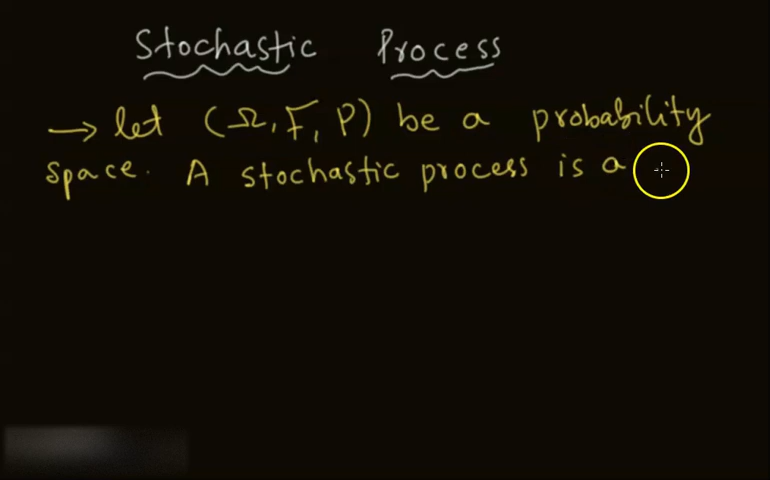 Stochastic Process
→ let (Ω, F, P) be a probability
space. A stochastic process is a